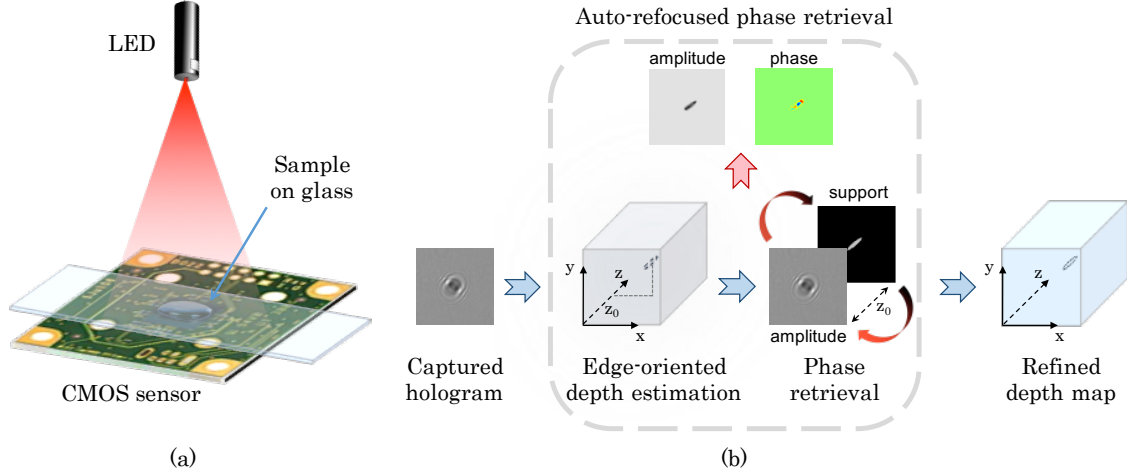 Auto-refocused phase retrieval
LED
amplitude
phase
Sample
on glass
support
y
z
z0
x
z0
amplitude
y
z
x
CMOS sensor
Captured
hologram
Edge-oriented
depth estimation
Phase
retrieval
Refined
depth map
(a)
(b)